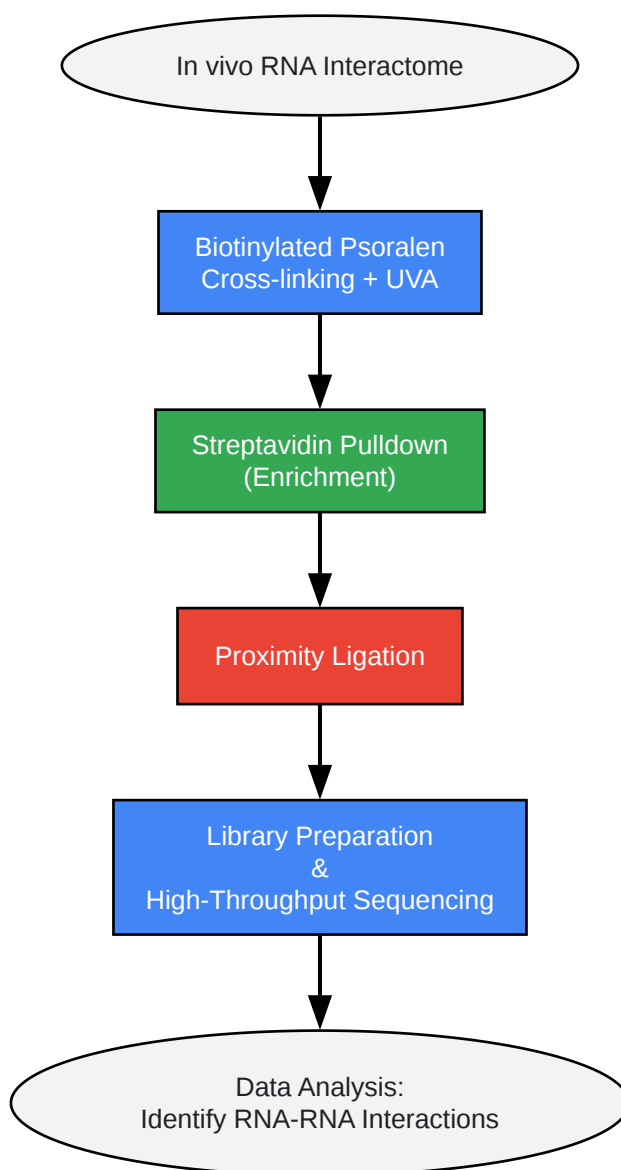 In vivo RNA Interactome
Biotinylated Psoralen
Cross-linking + UVA
Streptavidin Pulldown
(Enrichment)
Proximity Ligation
Library Preparation
&
High-Throughput Sequencing
Data Analysis:
Identify RNA-RNA Interactions